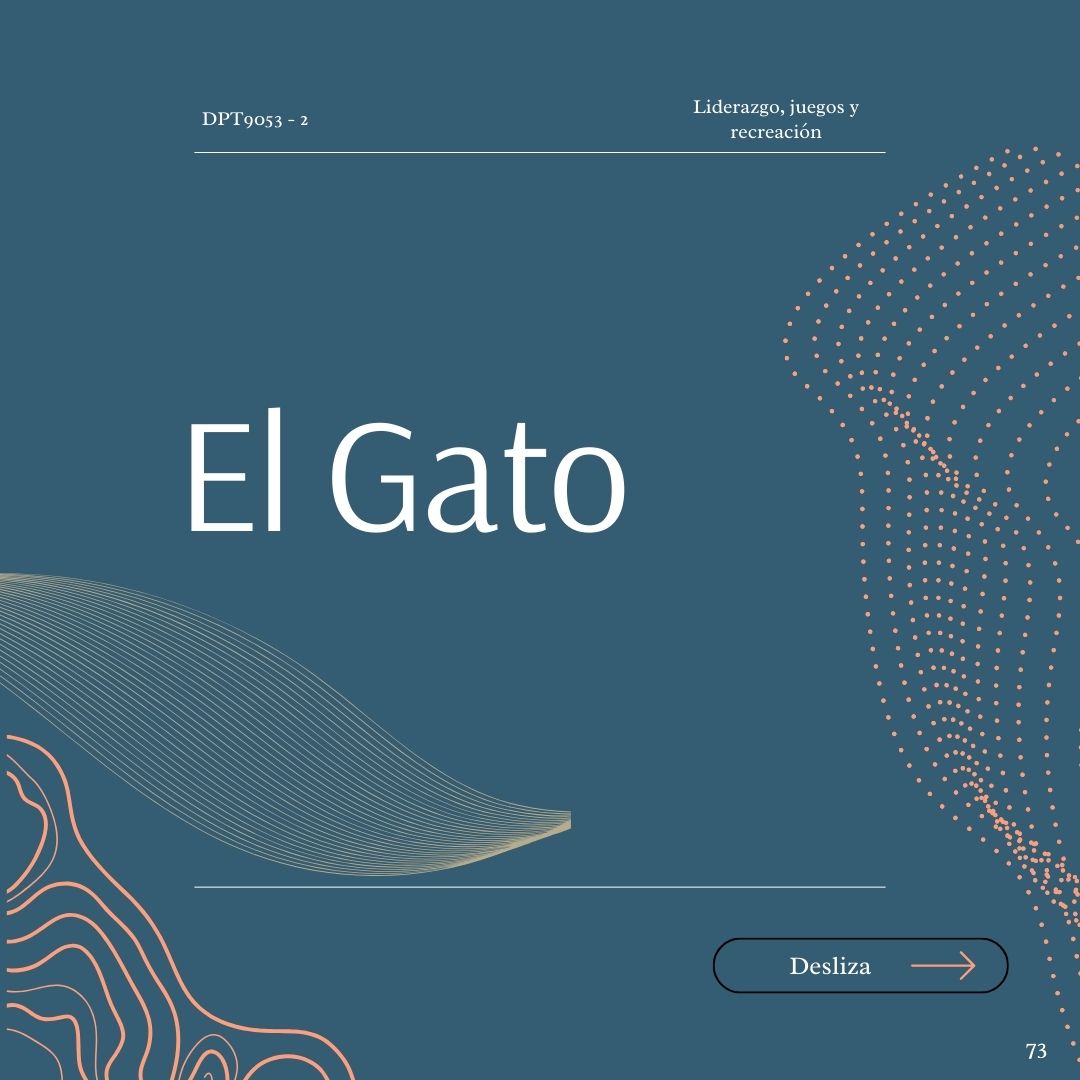 DPT9053 - 2
Liderazgo, juegos y
recreación
El Gato
Desliza
73